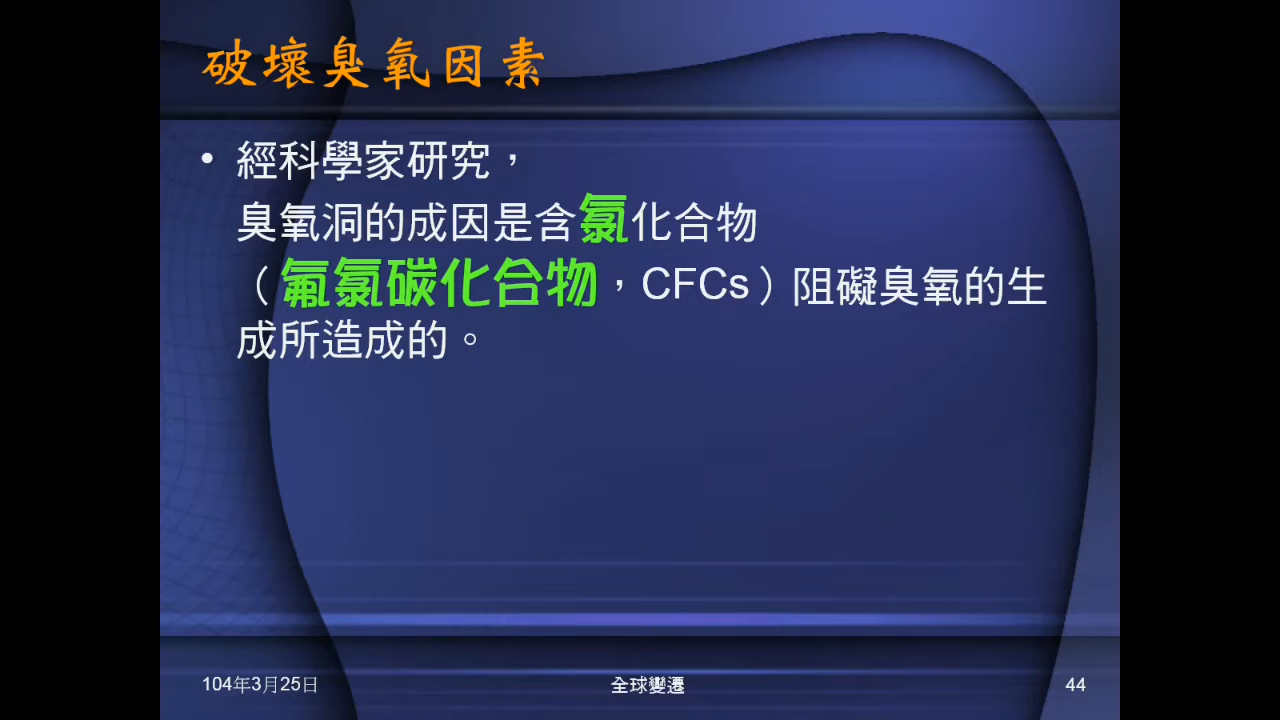 破壞臭氧因素
• 經科學家研究，
臭氧洞的成因是含氯化合物
（氟氯碳化合物，CFCs）阻礙臭氧的生
成所造成的。
104年3月25日
全球變遷
44